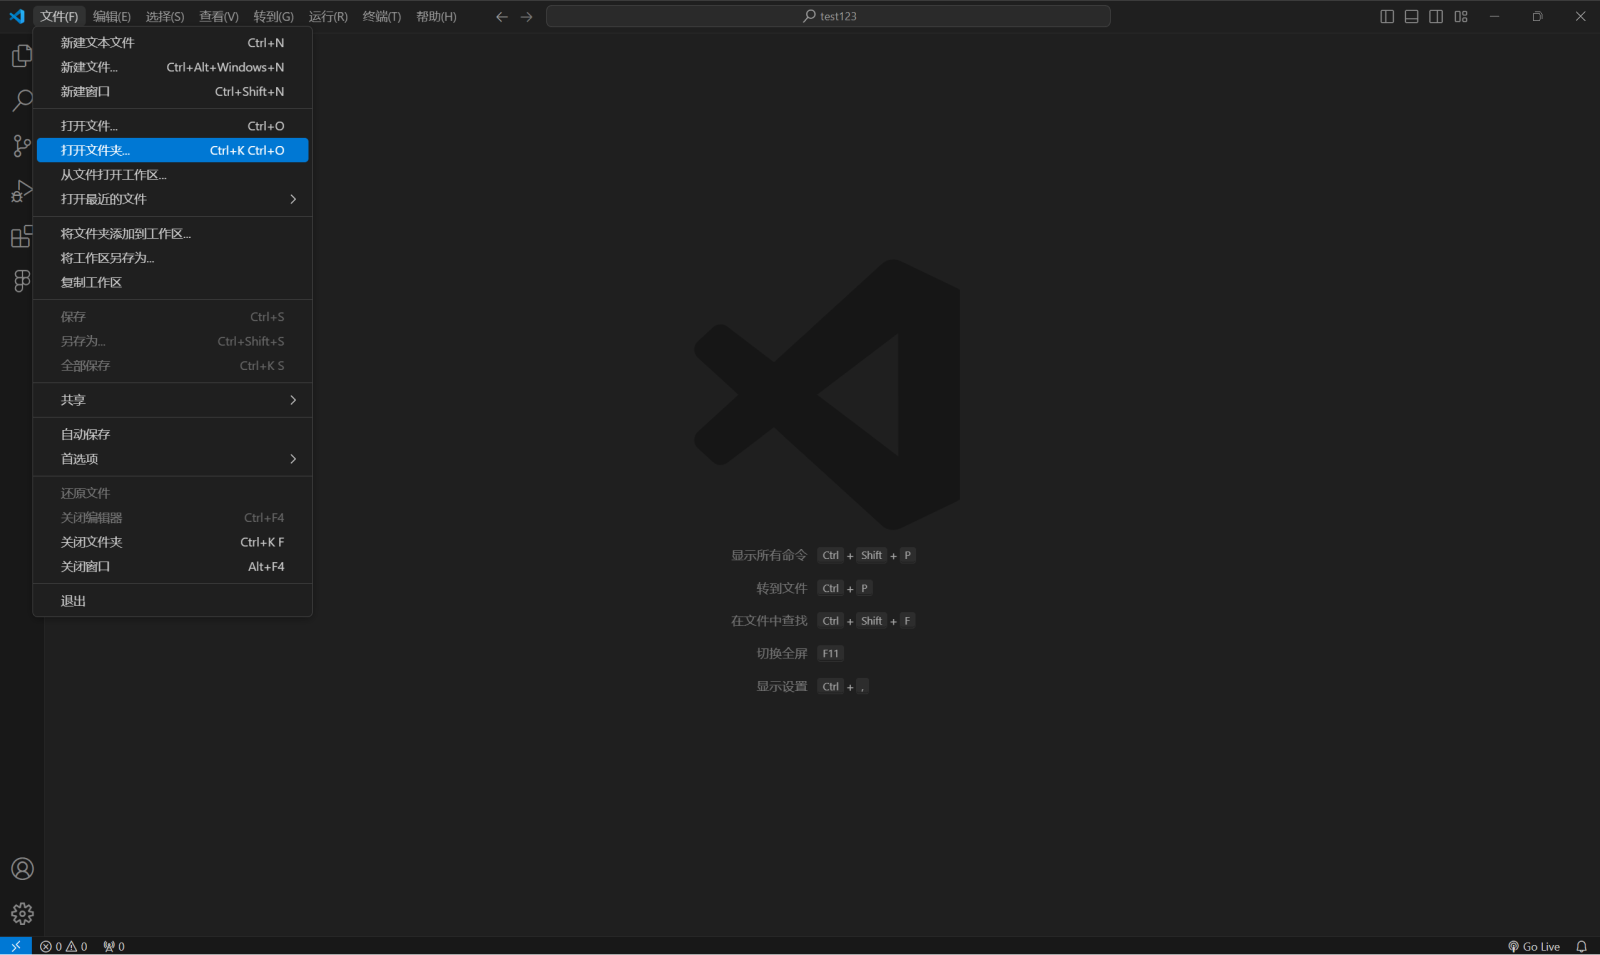 文件(F) 编辑(E) 选择(S) 查看(V) 转到(G) 运行(R) 终端(T) 帮助(H) test123
新建文本文件 Ctrl+N
新建文件... Ctrl+Alt+Windows+N
新建窗口 Ctrl+Shift+N
打开文件... Ctrl+O
打开文件夹... Ctrl+K Ctrl+O
从文件打开工作区...
打开最近的文件
将文件夹添加到工作区...
将工作区另存为...
复制工作区
保存 Ctrl+S
另存为... Ctrl+Shift+S
全部保存 Ctrl+K S
共享
自动保存
首选项
还原文件
关闭编辑器 Ctrl+F4
关闭文件夹 Ctrl+K F
关闭窗口 Alt+F4
退出
显示所有命令 Ctrl + Shift + P
转到文件 Ctrl + P
在文件中查找 Ctrl + Shift + F
切换全屏 F11
显示设置 Ctrl + ,
0 0 0 Go Live